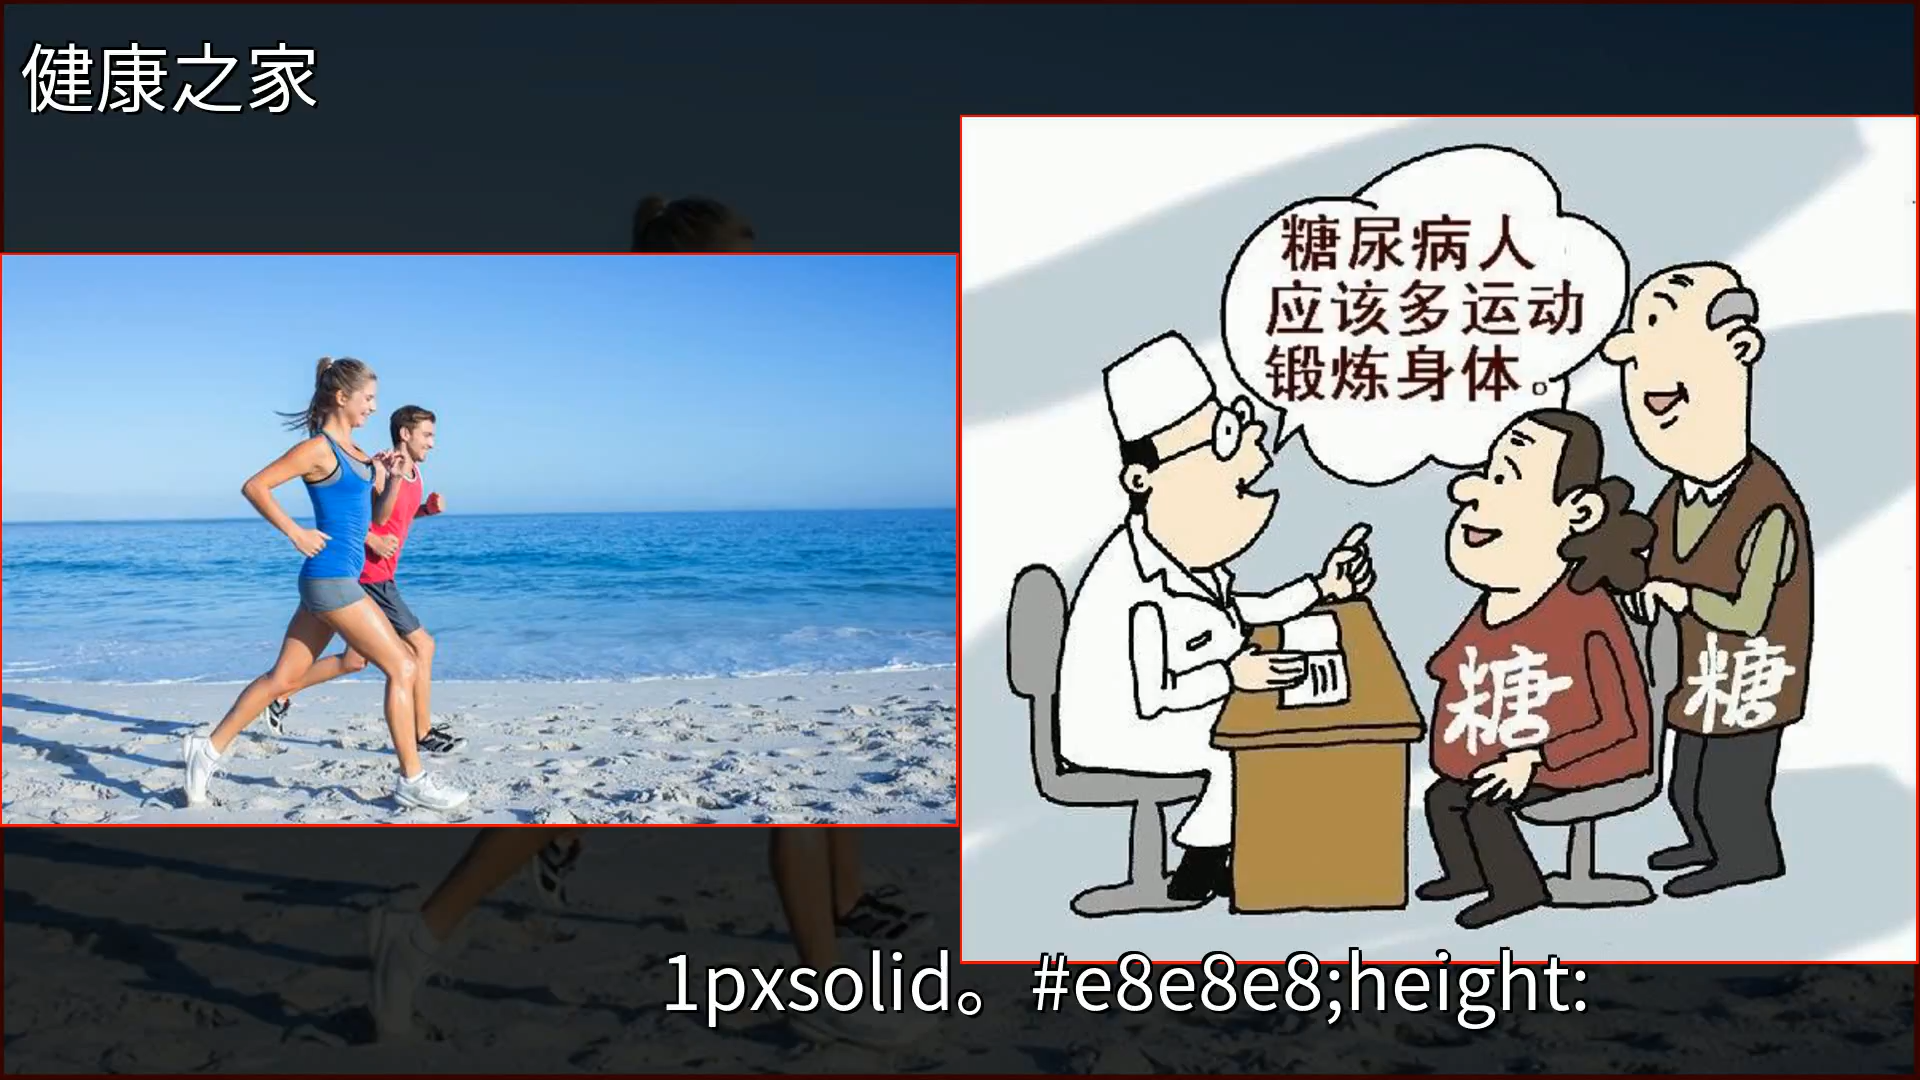 健康之家
糖尿病人
应该多运动
锻炼身体。
糖
糖
1pxsolid。#e8e8e8;height: